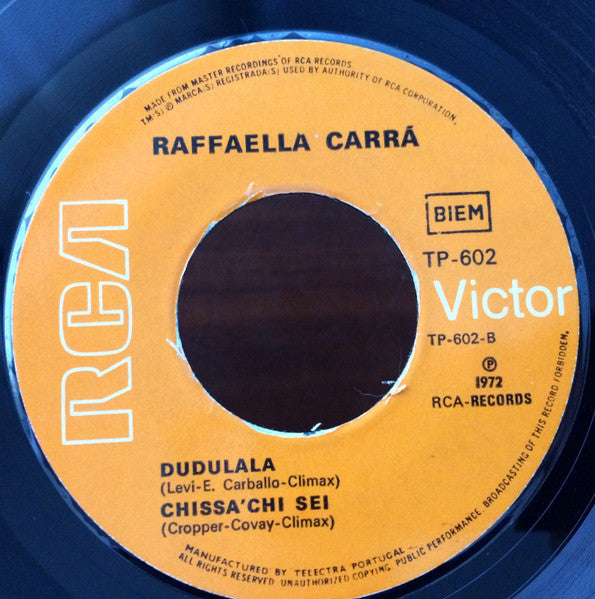 MADE FROM MASTER RECORDINGS OF RCA RECORDS
TM(S) ® MARCA(S) REGISTRADA(S) USED BY AUTHORITY OF RCA CORPORATION.
RAFFAELLA CARRÁ
RCA
BIEM
TP-602
Victor
TP-602-B
Ⓟ
1972
RCA-RECORDS
DUDULALA
(Levi-E. Carballo-Climax)
CHISSA'CHI SEI
(Cropper-Covay-Climax)
MANUFACTURED BY TELECTRA PORTUGAL
ALL RIGHTS RESERVED UNAUTHORIZED COPYING PUBLIC PERFORMANCE BROADCASTING OF THIS RECORD FORBIDDEN.